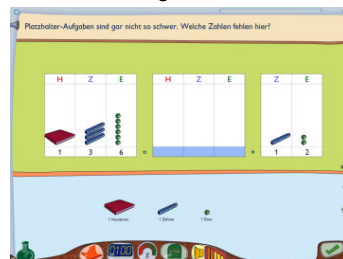 Platzhalter-Aufgaben sind gar nicht so schwer. Welche Zahlen fehlen hier?
H Z E H Z E Z E
1 3 6 = + 1 2
1 Hunderter 1 Zehner 1 Einer
0100